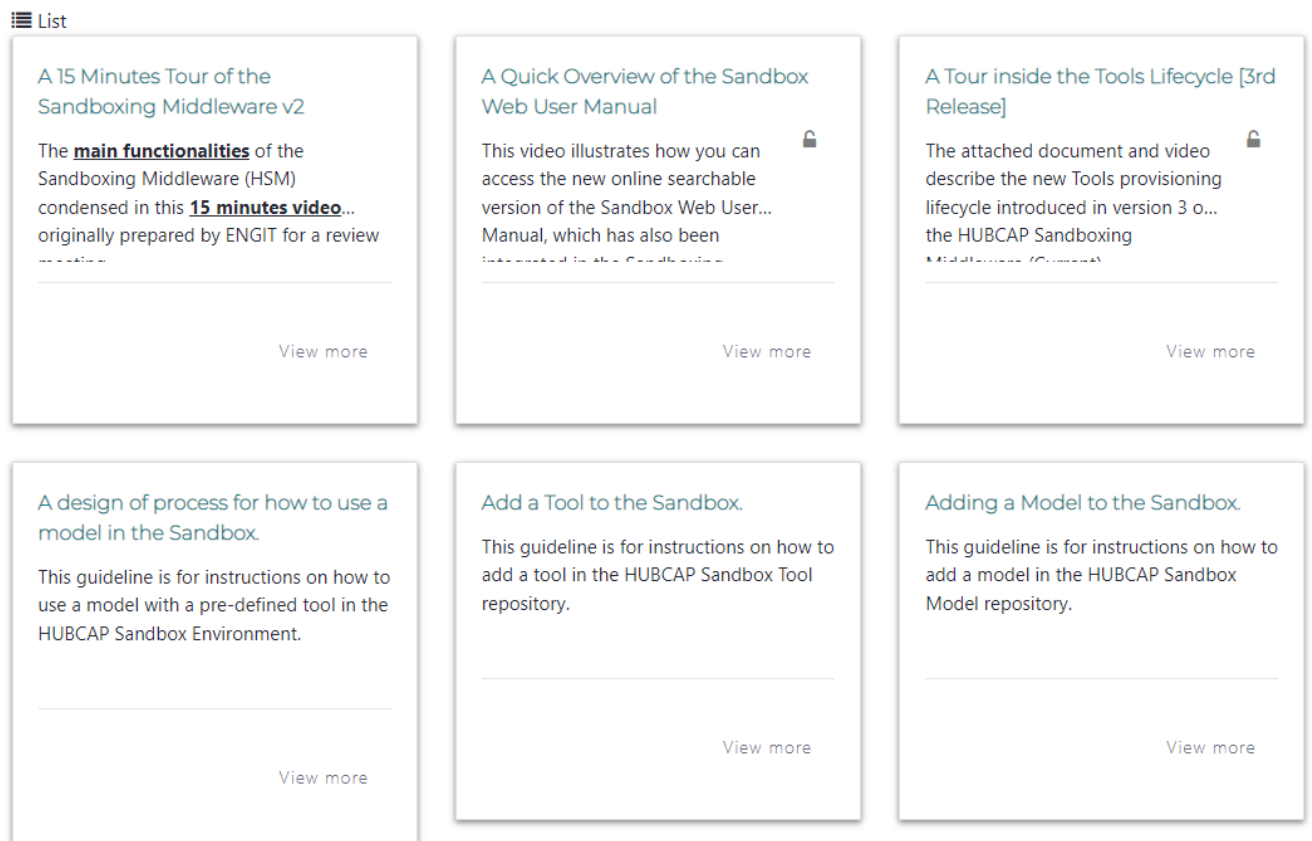 List
A 15 Minutes Tour of the
Sandboxing Middleware v2
The main functionalities of the
Sandboxing Middleware (HSM)
condensed in this 15 minutes video...
originally prepared by ENGIT for a review
View more
A Quick Overview of the Sandbox
Web User Manual
This video illustrates how you can
access the new online searchable
version of the Sandbox Web User...
Manual, which has also been
integrated in the Sandboxing
View more
A Tour inside the Tools Lifecycle [3rd
Release]
The attached document and video
describe the new Tools provisioning
lifecycle introduced in version 3 o...
the HUBCAP Sandboxing
Middleware (Current)
View more
A design of process for how to use a
model in the Sandbox.
This guideline is for instructions on how to
use a model with a pre-defined tool in the
HUBCAP Sandbox Environment.
View more
Add a Tool to the Sandbox.
This guideline is for instructions on how to
add a tool in the HUBCAP Sandbox Tool
repository.
View more
Adding a Model to the Sandbox.
This guideline is for instructions on how to
add a model in the HUBCAP Sandbox
Model repository.
View more